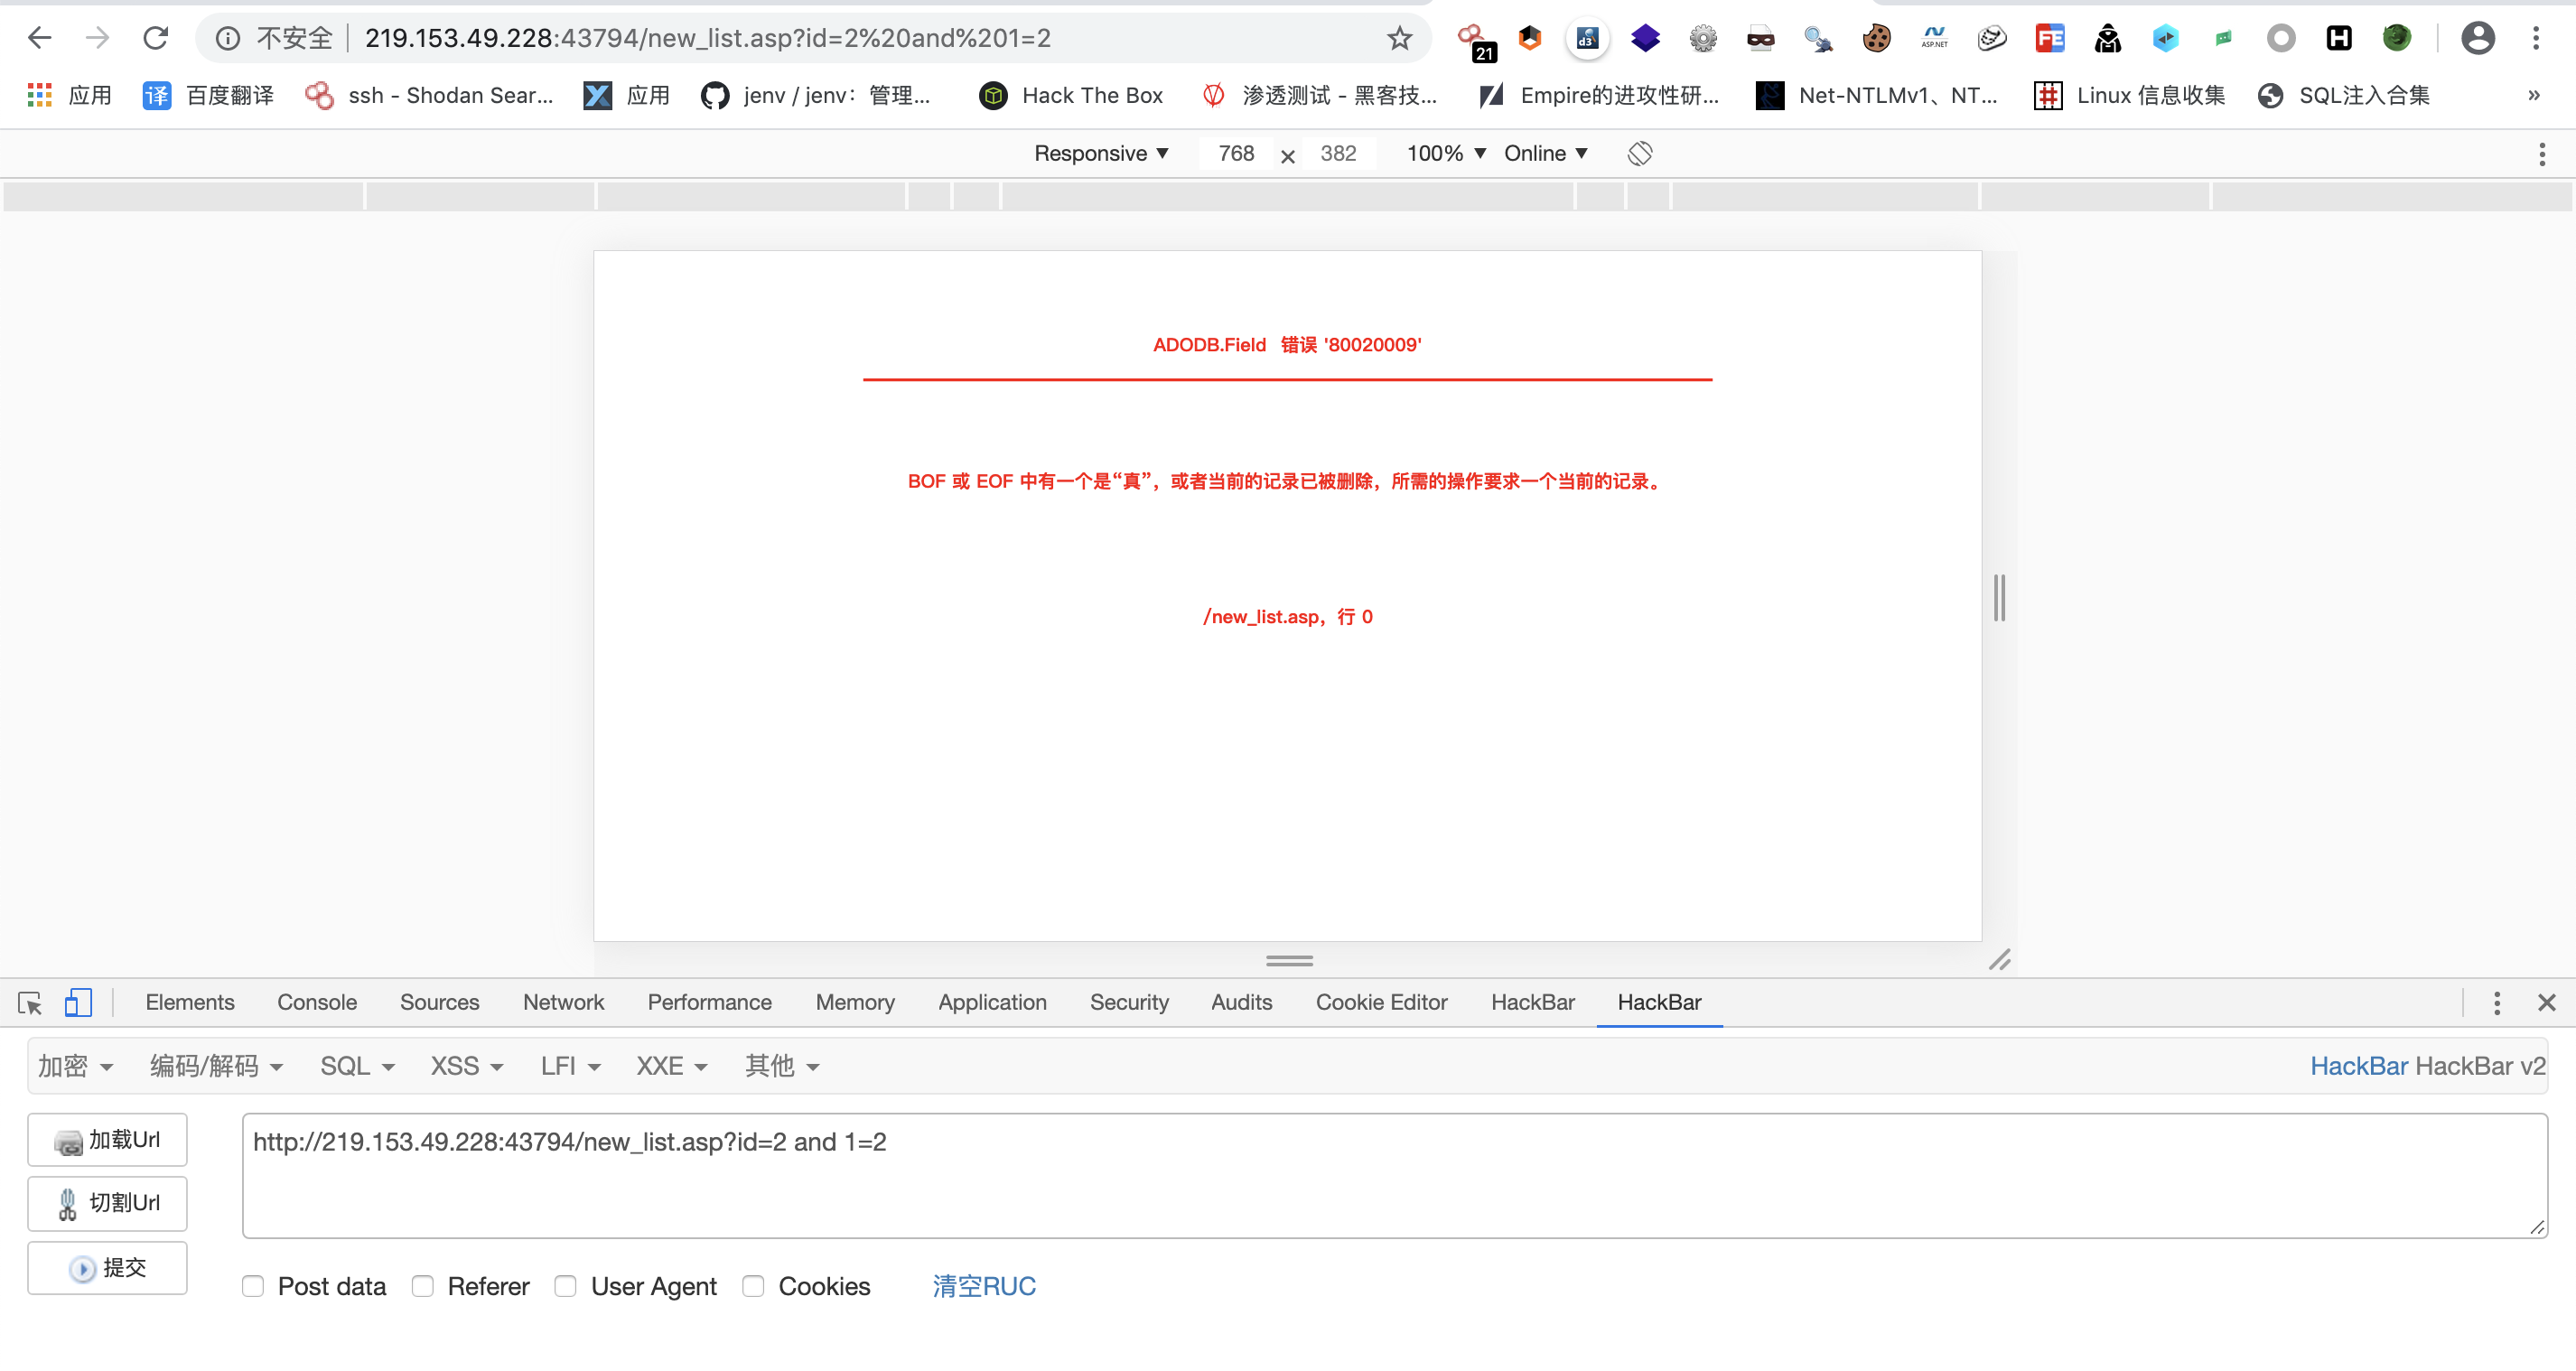 不安全 219.153.49.228:43794/new_list.asp?id=2%20and%201=2 21 d3 ASP.NET FE H
应用 译 百度翻译 ssh - Shodan Sear... 应用 jenv / jenv：管理... Hack The Box 渗透测试 - 黑客技... Empire的进攻性研... Net-NTLMv1、NT... Linux 信息收集 SQL注入合集 »
Responsive 768 × 382 100% Online
ADODB.Field 错误 '80020009'
BOF 或 EOF 中有一个是“真”，或者当前的记录已被删除，所需的操作要求一个当前的记录。
/new_list.asp，行 0
Elements Console Sources Network Performance Memory Application Security Audits Cookie Editor HackBar HackBar
加密 编码/解码 SQL XSS LFI XXE 其他 HackBar HackBar v2
加载Url
http://219.153.49.228:43794/new_list.asp?id=2 and 1=2
切割Url
提交
Post data Referer User Agent Cookies 清空RUC